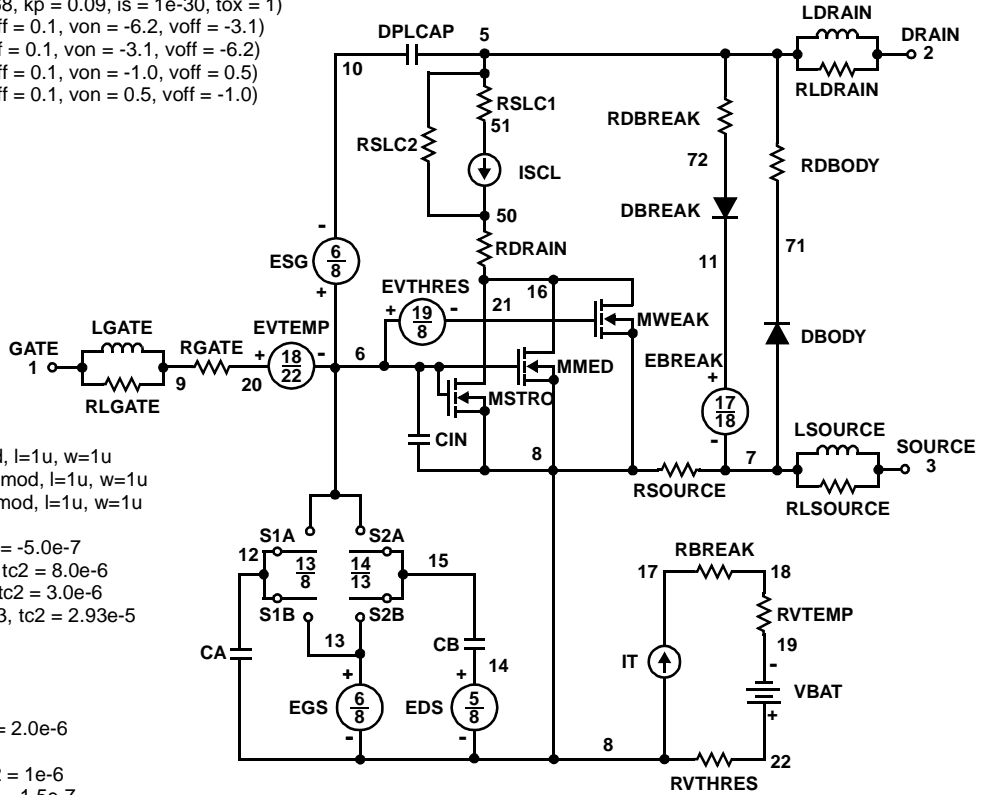 68, kp = 0.09, is = 1e-30, tox = 1)
ff = 0.1, von = -6.2, voff = -3.1)
f = 0.1, von = -3.1, voff = -6.2)
ff = 0.1, von = -1.0, voff = 0.5)
ff = 0.1, von = 0.5, voff = -1.0)
LDRAIN
DPLCAP
5
DRAIN
2
10
RLDRAIN
RSLC1
51
RSLC2
RDBREAK
72
RDBODY
ISCL
DBREAK
50
RDRAIN
71
ESG
6
8
-
+
11
EVTHRES
16
21
+
19
8
-
MWEAK
LGATE
GATE
1
RGATE
EVTEMP
+
18
22
-
6
MMED
EBREAK
DBODY
9
20
RLGATE
MSTRO
+
17
18
-
CIN
8
7
LSOURCE
SOURCE
3
RSOURCE
RLSOURCE
d, l=1u, w=1u
mod, l=1u, w=1u
mod, l=1u, w=1u
= -5.0e-7
tc2 = 8.0e-6
tc2 = 3.0e-6
3, tc2 = 2.93e-5
S1A
S2A
12
13
8
14
13
15
S1B
S2B
RBREAK
17
18
RVTEMP
13
CA
CB
14
19
IT
-
VBAT
+
+
EGS
6
8
-
+
EDS
5
8
-
8
22
RVTHRES
= 2.0e-6
2 = 1e-6